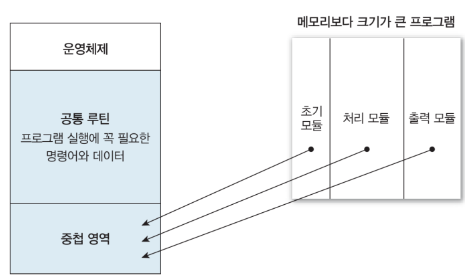 메모리보다 크기가 큰 프로그램
운영체제
공통 루틴
프로그램 실행에 꼭 필요한
명령어와 데이터
중첩 영역
초기
모듈
처리 모듈
출력 모듈